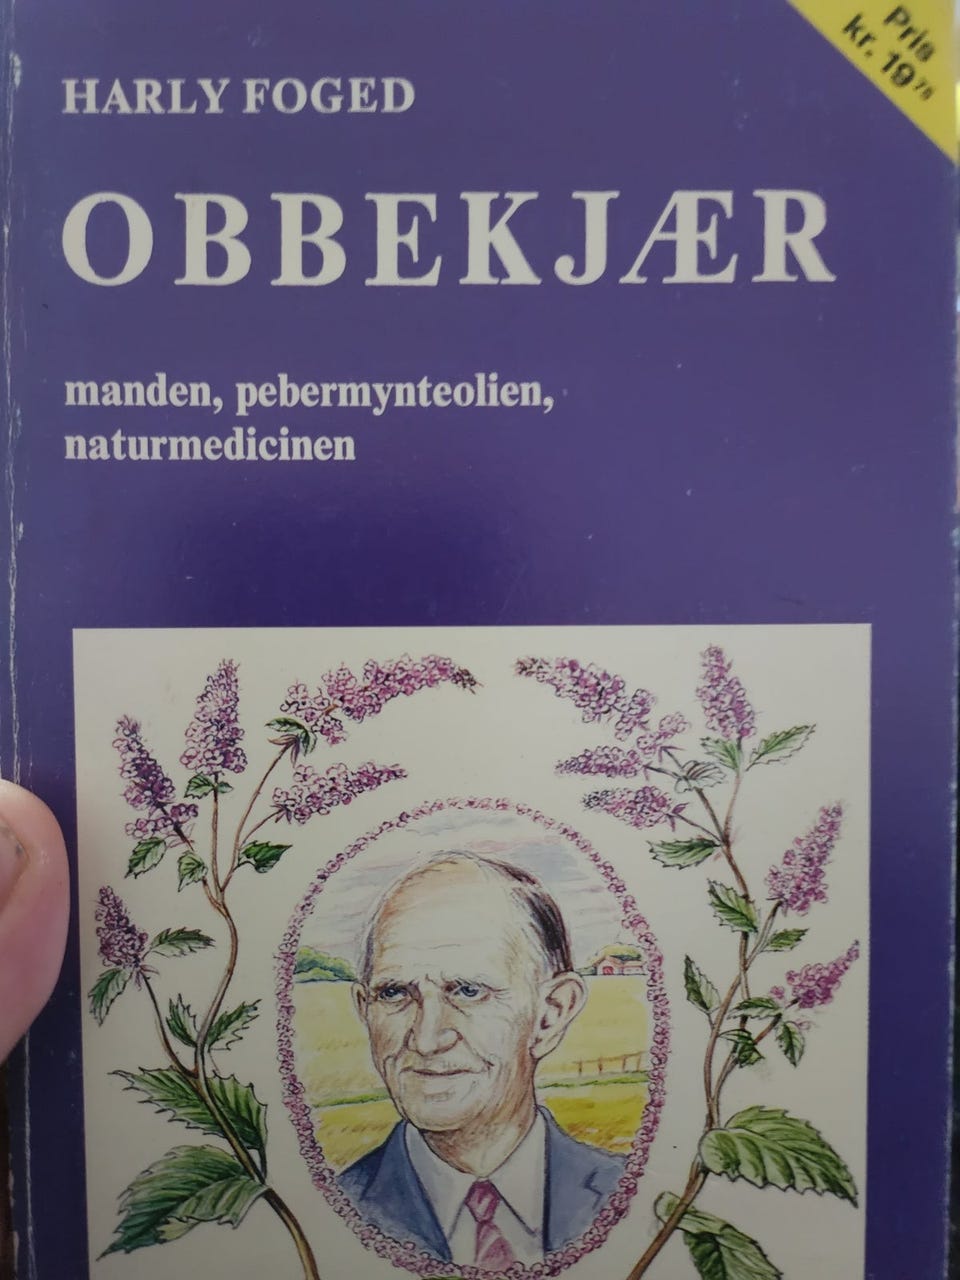 Pris
kr. 19⁷⁵
HARLY FOGED
OBBEKJÆR
manden, pebermynteolien,
naturmedicinen